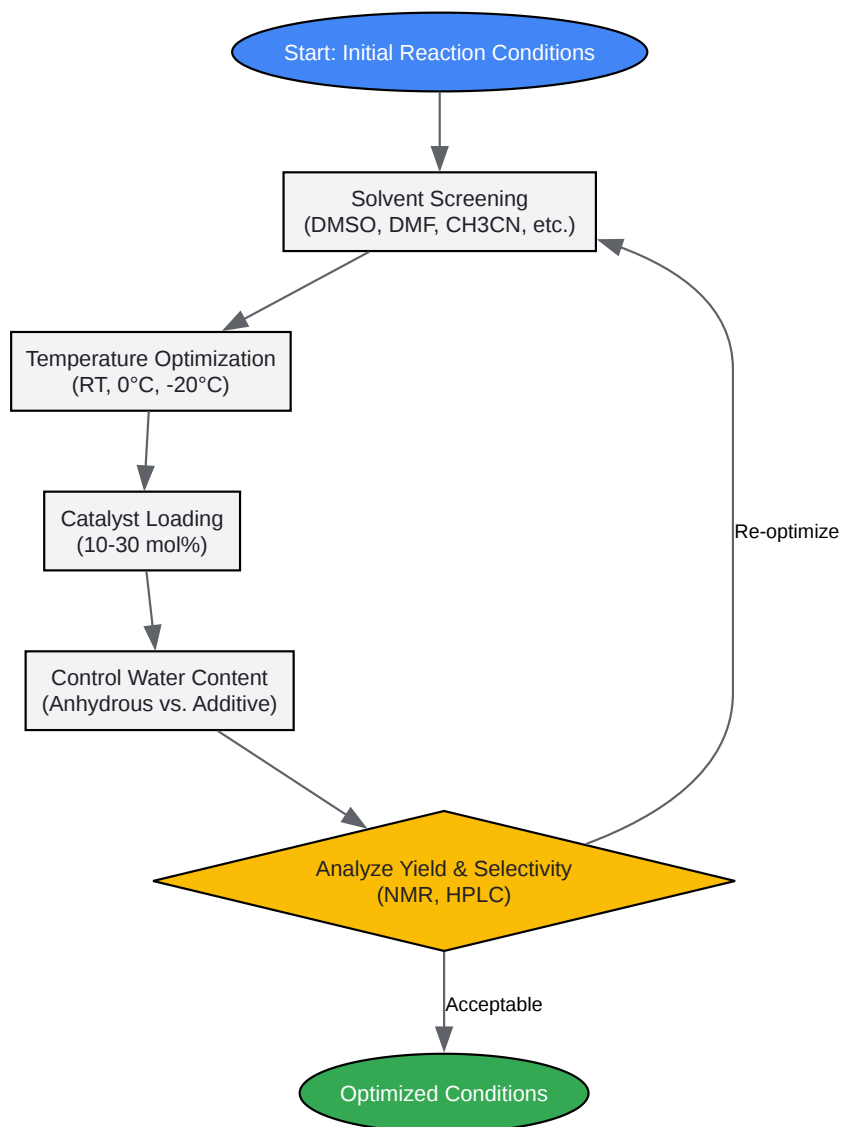 Start: Initial Reaction Conditions
Solvent Screening
(DMSO, DMF, CH3CN, etc.)
Temperature Optimization
(RT, 0°C, -20°C)
Catalyst Loading
(10-30 mol%)
Re-optimize
Control Water Content
(Anhydrous vs. Additive)
Analyze Yield & Selectivity
(NMR, HPLC)
Acceptable
Optimized Conditions